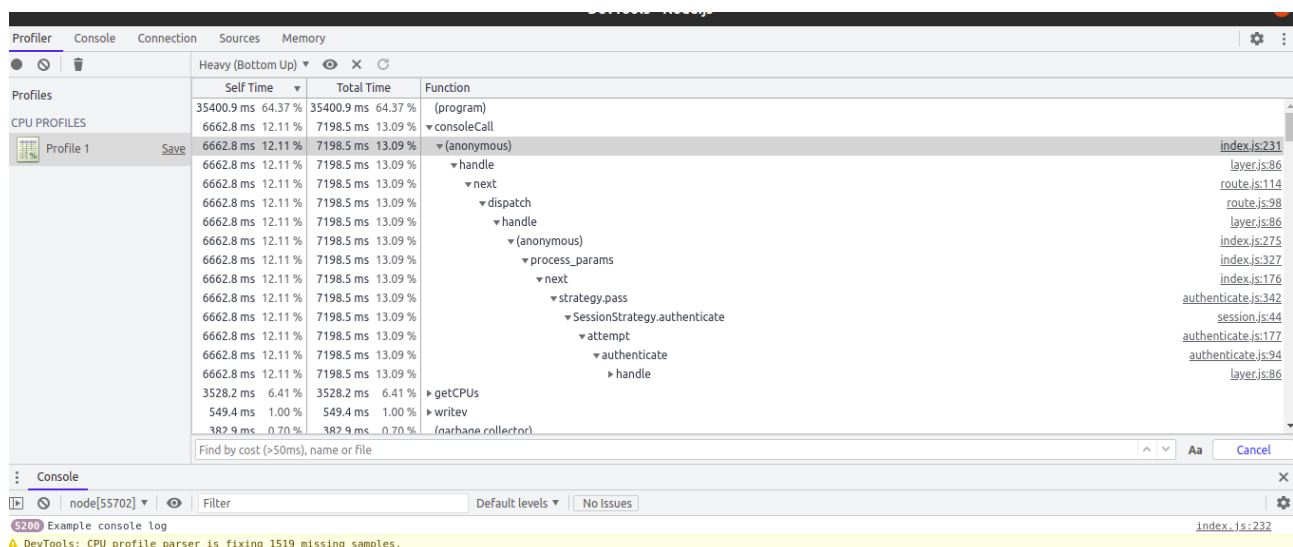 DevTools - Node.js
Profiler Console Connection Sources Memory
Heavy (Bottom Up) ▼
Profiles
CPU PROFILES
Profile 1 Save
Self Time ▼ Total Time Function
35400.9 ms 64.37 % 35400.9 ms 64.37 % (program)
6662.8 ms 12.11 % 7198.5 ms 13.09 % ▼consoleCall
6662.8 ms 12.11 % 7198.5 ms 13.09 % ▼(anonymous) index.js:231
6662.8 ms 12.11 % 7198.5 ms 13.09 % ▼handle layer.js:86
6662.8 ms 12.11 % 7198.5 ms 13.09 % ▼next route.js:114
6662.8 ms 12.11 % 7198.5 ms 13.09 % ▼dispatch route.js:98
6662.8 ms 12.11 % 7198.5 ms 13.09 % ▼handle layer.js:86
6662.8 ms 12.11 % 7198.5 ms 13.09 % ▼(anonymous) index.js:275
6662.8 ms 12.11 % 7198.5 ms 13.09 % ▼process_params index.js:327
6662.8 ms 12.11 % 7198.5 ms 13.09 % ▼next index.js:176
6662.8 ms 12.11 % 7198.5 ms 13.09 % ▼strategy.pass authenticate.js:342
6662.8 ms 12.11 % 7198.5 ms 13.09 % ▼SessionStrategy.authenticate session.js:44
6662.8 ms 12.11 % 7198.5 ms 13.09 % ▼attempt authenticate.js:177
6662.8 ms 12.11 % 7198.5 ms 13.09 % ▼authenticate authenticate.js:94
6662.8 ms 12.11 % 7198.5 ms 13.09 % ▶handle layer.js:86
3528.2 ms 6.41 % 3528.2 ms 6.41 % ▶getCPUs
549.4 ms 1.00 % 549.4 ms 1.00 % ▶writev
382.9 ms 0.70 % 382.9 ms 0.70 % (garbage collector)
Find by cost (>50ms), name or file Aa Cancel
Console
node[55702] ▼ Filter Default levels ▼ No Issues
5200 Example console log index.js:232
DevTools: CPU profile parser is fixing 1519 missing samples.